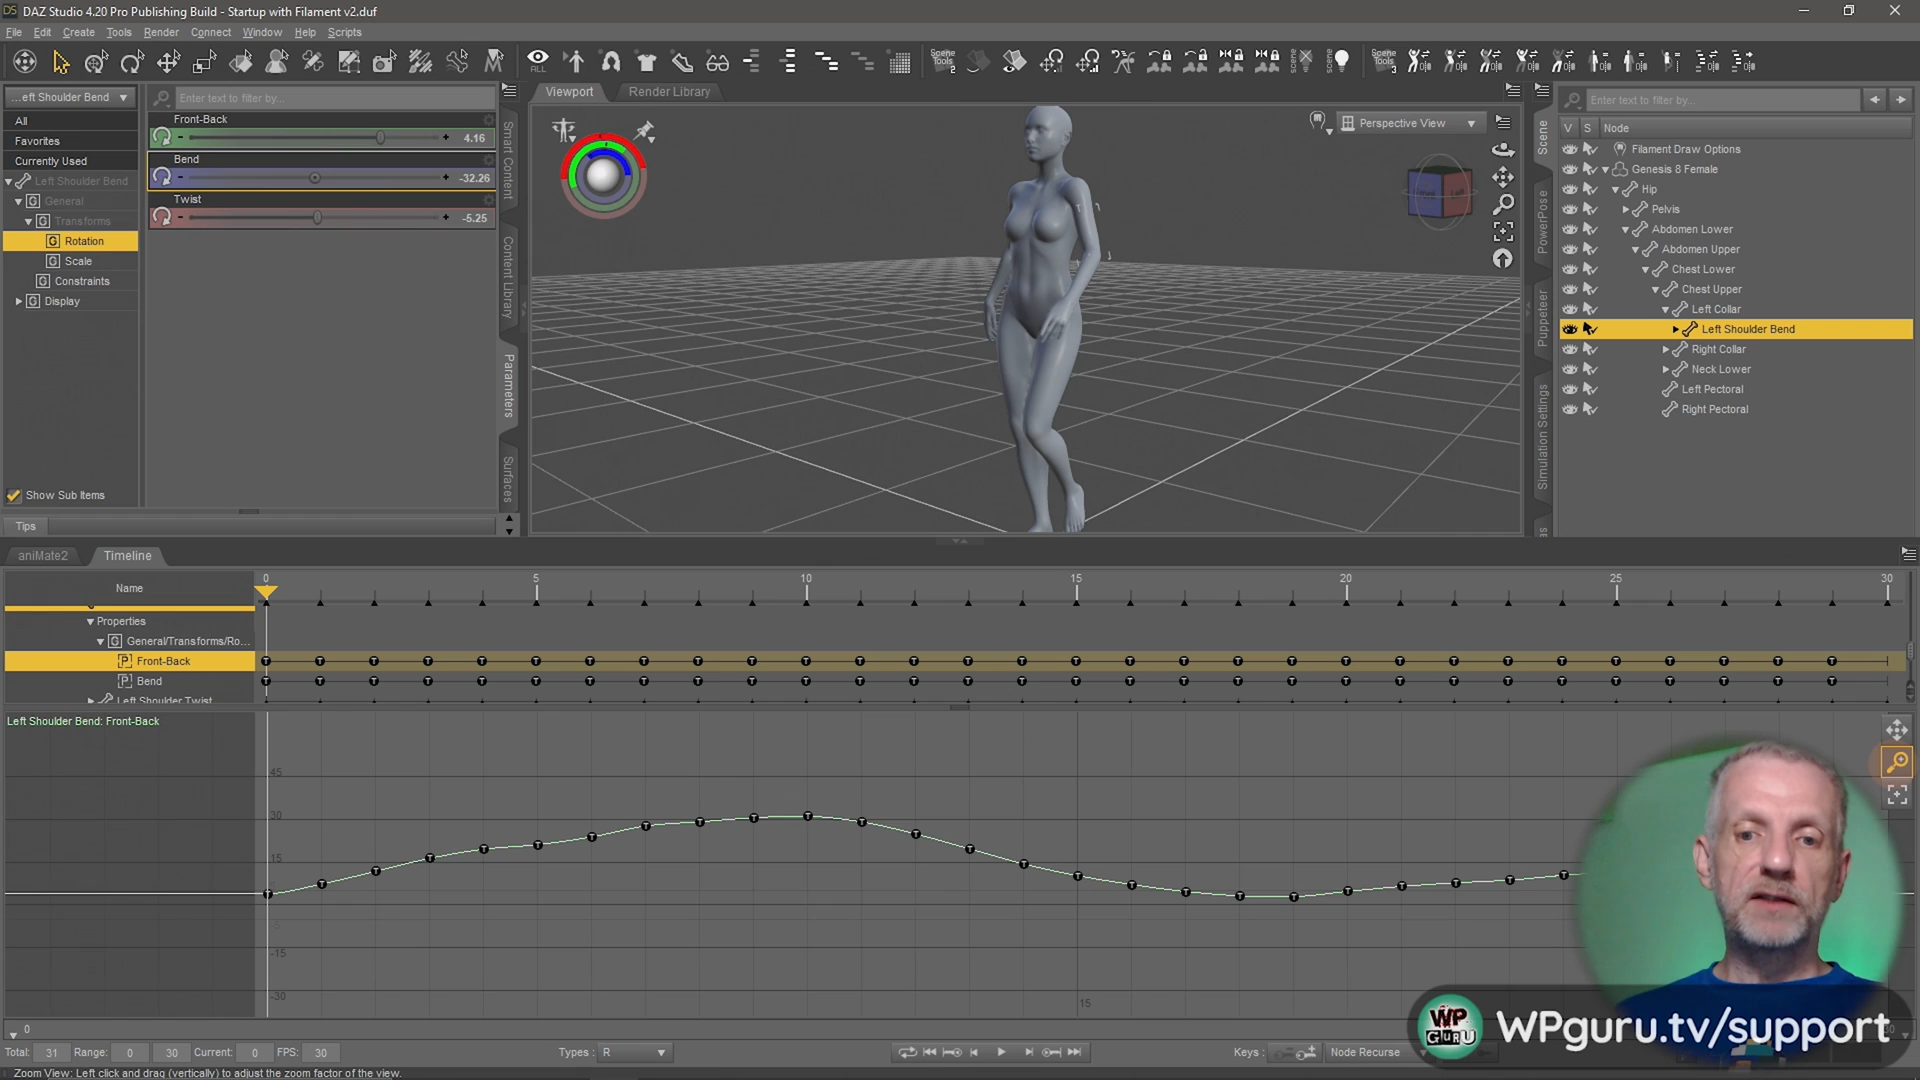 DAZ Studio 4.20 Pro Publishing Build - Startup with Filament v2.duf
File Edit Create Tools Render Connect Window Help Scripts
ALL
Scene Tools 2
Scene Tools 3
...eft Shoulder Bend
Enter text to filter by...
All
Favorites
Currently Used
Left Shoulder Bend
General
Transforms
Rotation
Scale
Constraints
Display
Show Sub Items
Tips
Front-Back
4.16
Bend
-32.26
Twist
-5.25
Smart Content
Content Library
Parameters
Surfaces
Viewport
Render Library
Perspective View
Left
Scene
PowerPose
Puppeteer
Simulation Settings
Enter text to filter by...
V S Node
Filament Draw Options
Genesis 8 Female
Hip
Pelvis
Abdomen Lower
Abdomen Upper
Chest Lower
Chest Upper
Left Collar
Left Shoulder Bend
Right Collar
Neck Lower
Left Pectoral
Right Pectoral
aniMate2
Timeline
Name
0 5 10 15 20 25 30
Properties
General/Transforms/Ro...
Front-Back
Bend
Left Shoulder Twist
Left Shoulder Bend: Front-Back
45
30
15
-15
-30
15
0
WP GURU
WPguru.tv/support
Total: 31 Range: 0 30 Current: 0 FPS: 30
Types : R
Keys :
Node Recurse
Zoom View: Left click and drag (vertically) to adjust the zoom factor of the view.